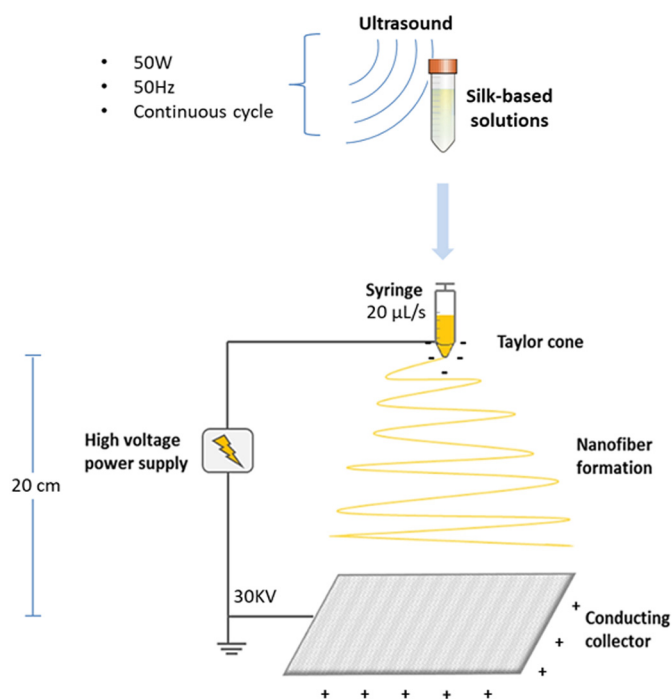 Ultrasound
• 50W
• 50Hz
• Continuous cycle
Silk-based
solutions
Syringe
20 µL/s
Taylor cone
High voltage
power supply
Nanofiber
formation
20 cm
30KV
Conducting
collector